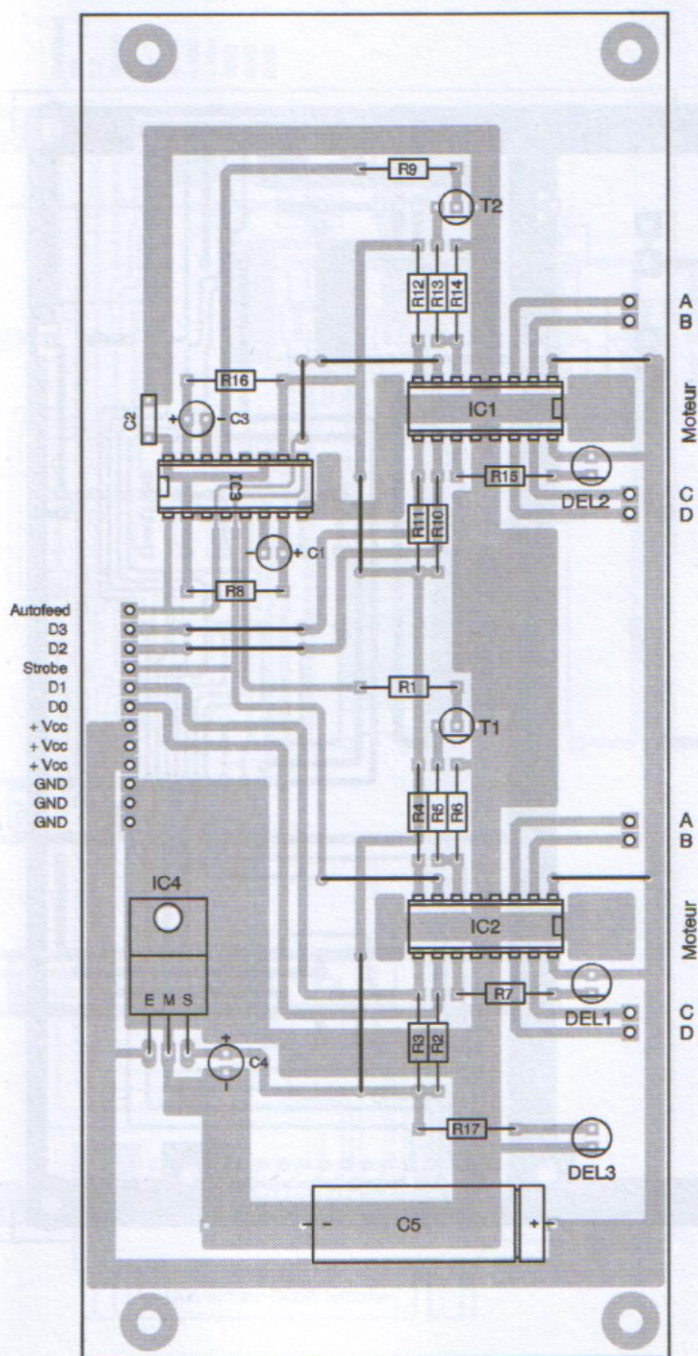 R9
T2
R12
R13
R14
A
B
R16
C2
+
-
C3
IC1
Moteur
IC3
R15
DEL2
C
D
R11
R10
-
+
C1
R8
Autofeed
D3
D2
Strobe
D1
D0
+ Vcc
+ Vcc
+ Vcc
GND
GND
GND
R1
T1
R4
R5
R6
A
B
IC4
IC2
Moteur
E M S
R7
DEL1
C
D
+
C4
-
R3
R2
R17
DEL3
-
C5
+